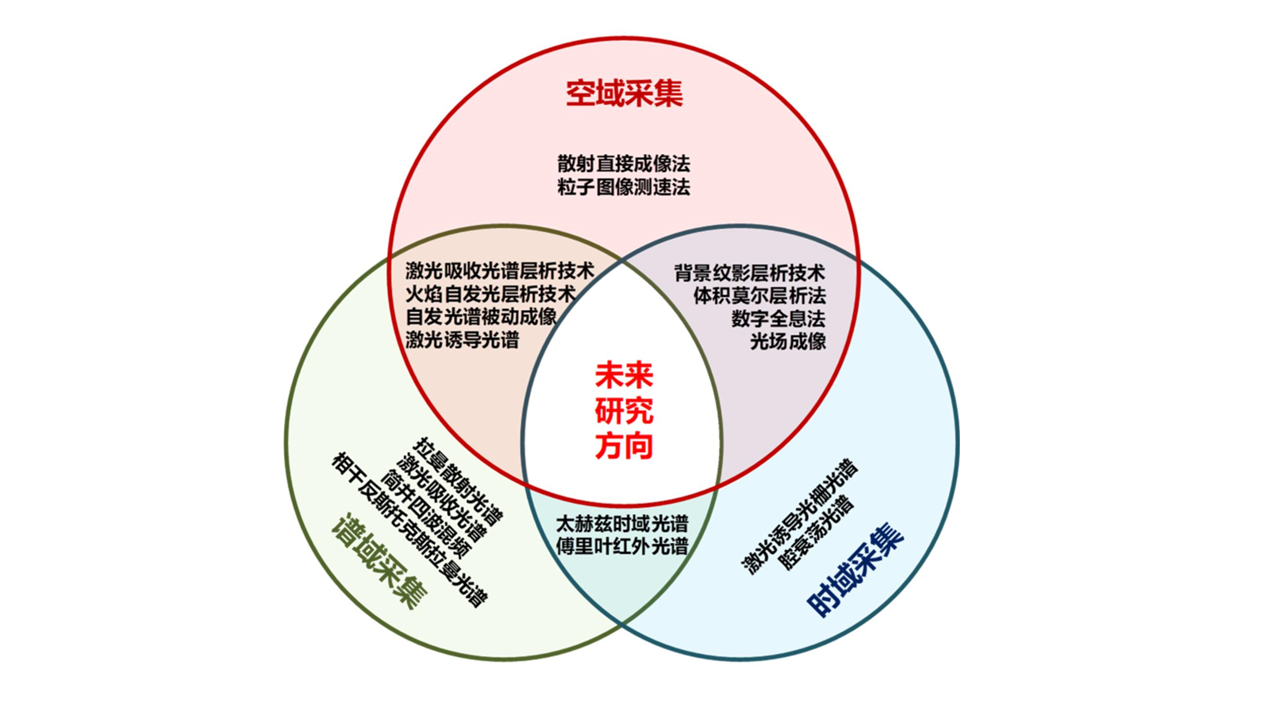 空域采集
散射直接成像法
粒子图像测速法
激光吸收光谱层析技术
火焰自发光层析技术
自发光谱被动成像
激光诱导光谱
背景纹影层析技术
体积莫尔层析法
数字全息法
光场成像
未来
研究
方向
拉曼散射光谱
激光吸收光谱
简并四波混频
相干反斯托克斯拉曼光谱
谱域采集
太赫兹时域光谱
傅里叶红外光谱
激光诱导光栅光谱
腔衰荡光谱
时域采集